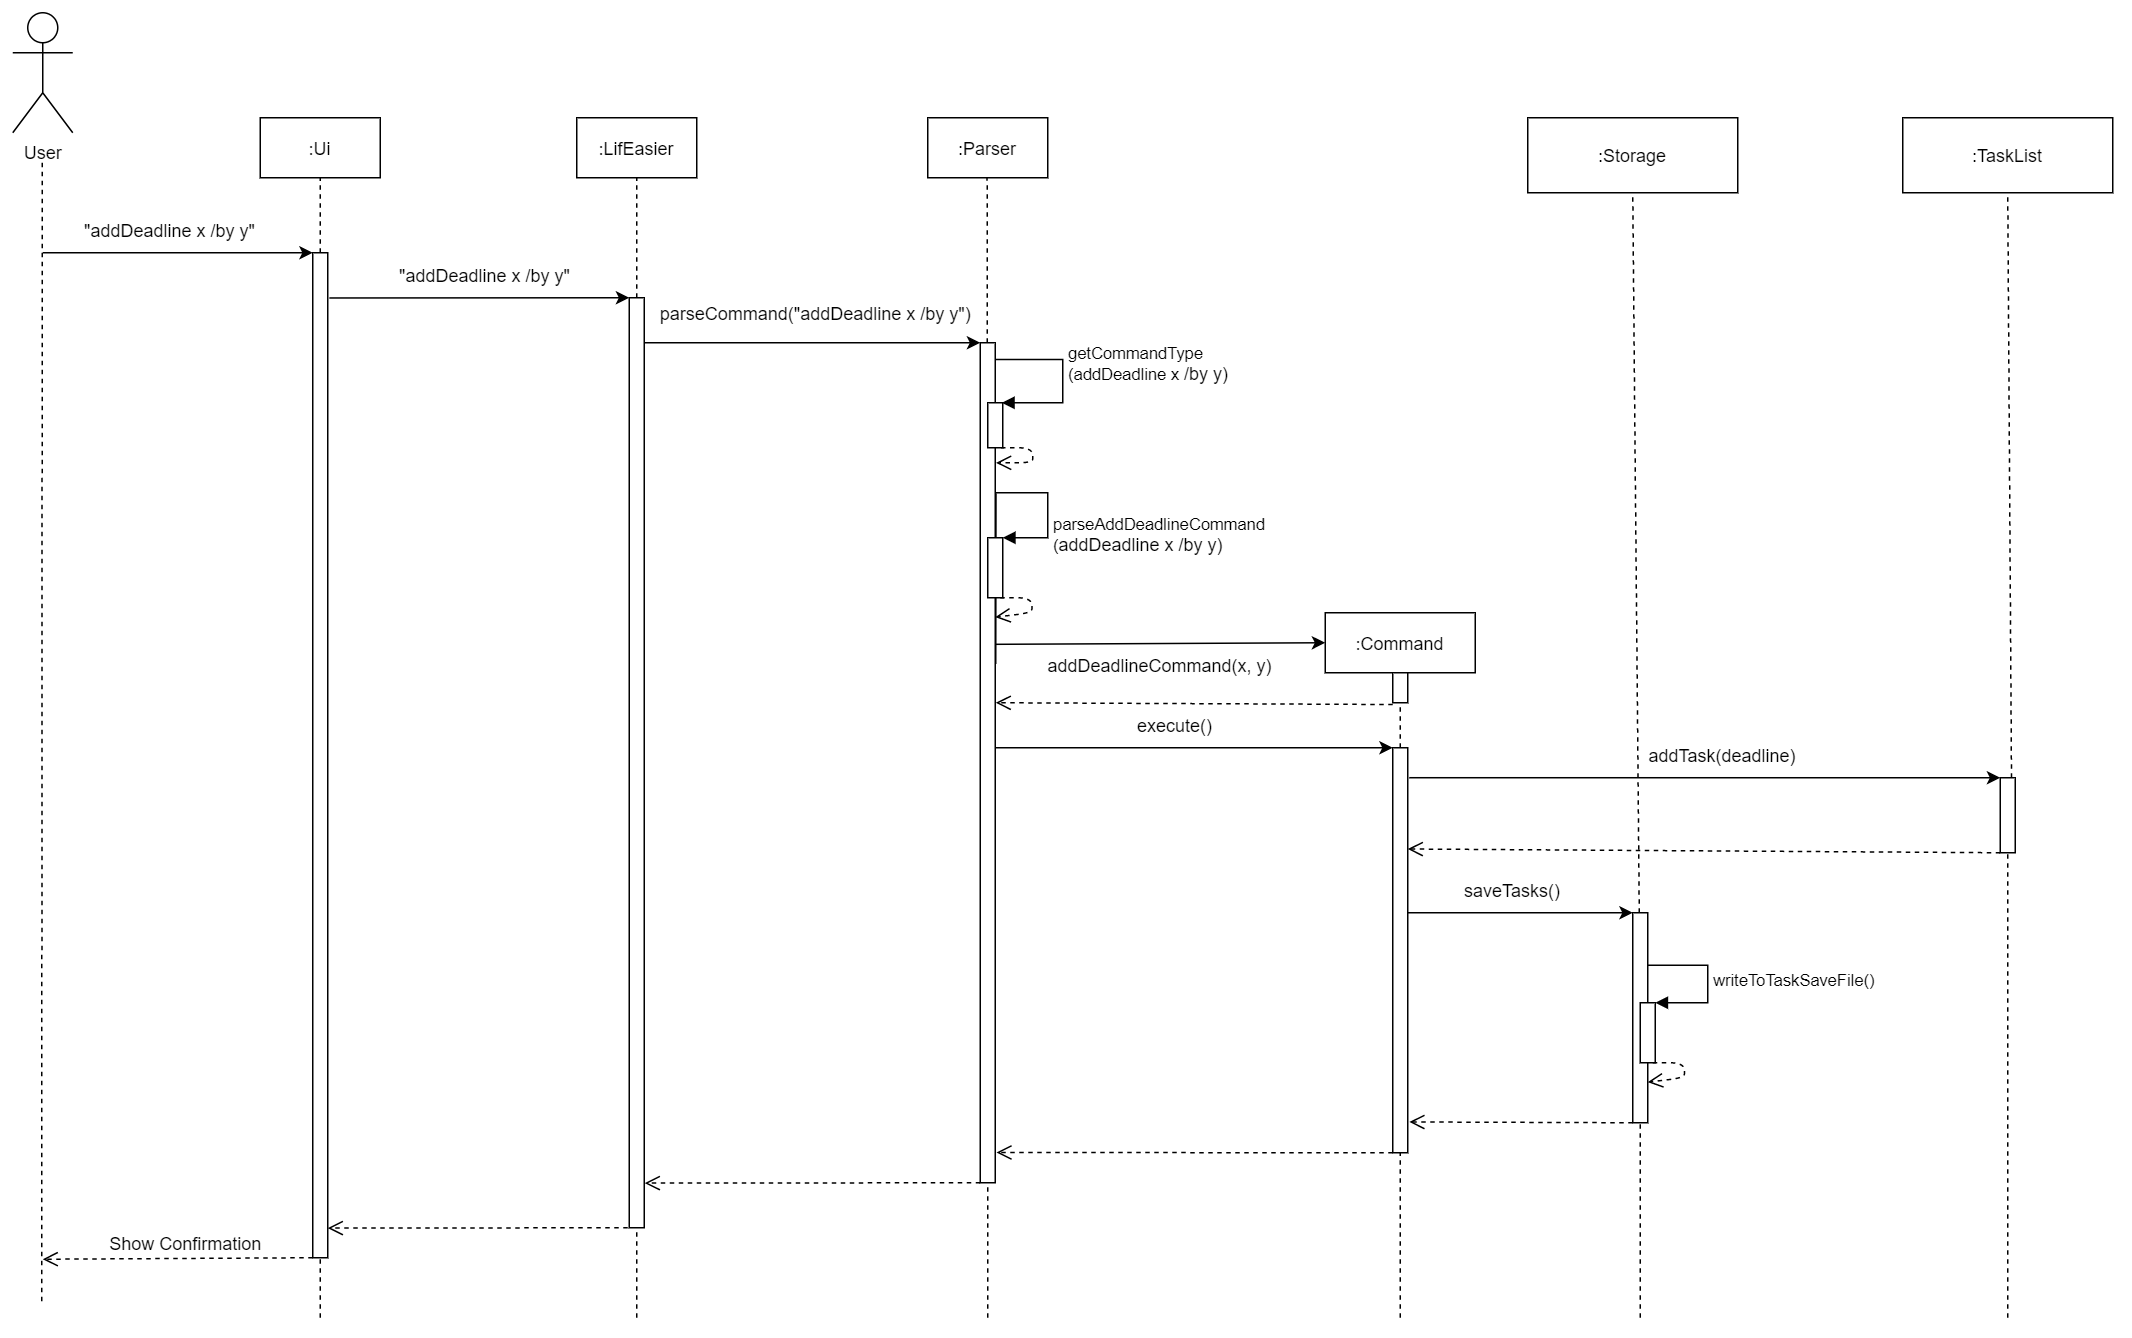 User
:Ui
:LifEasier
:Parser
:Storage
:TaskList
"addDeadline x /by y"
"addDeadline x /by y"
parseCommand("addDeadline x /by y")
getCommandType
(addDeadline x /by y)
parseAddDeadlineCommand
(addDeadline x /by y)
:Command
addDeadlineCommand(x, y)
execute()
addTask(deadline)
saveTasks()
writeToTaskSaveFile()
Show Confirmation